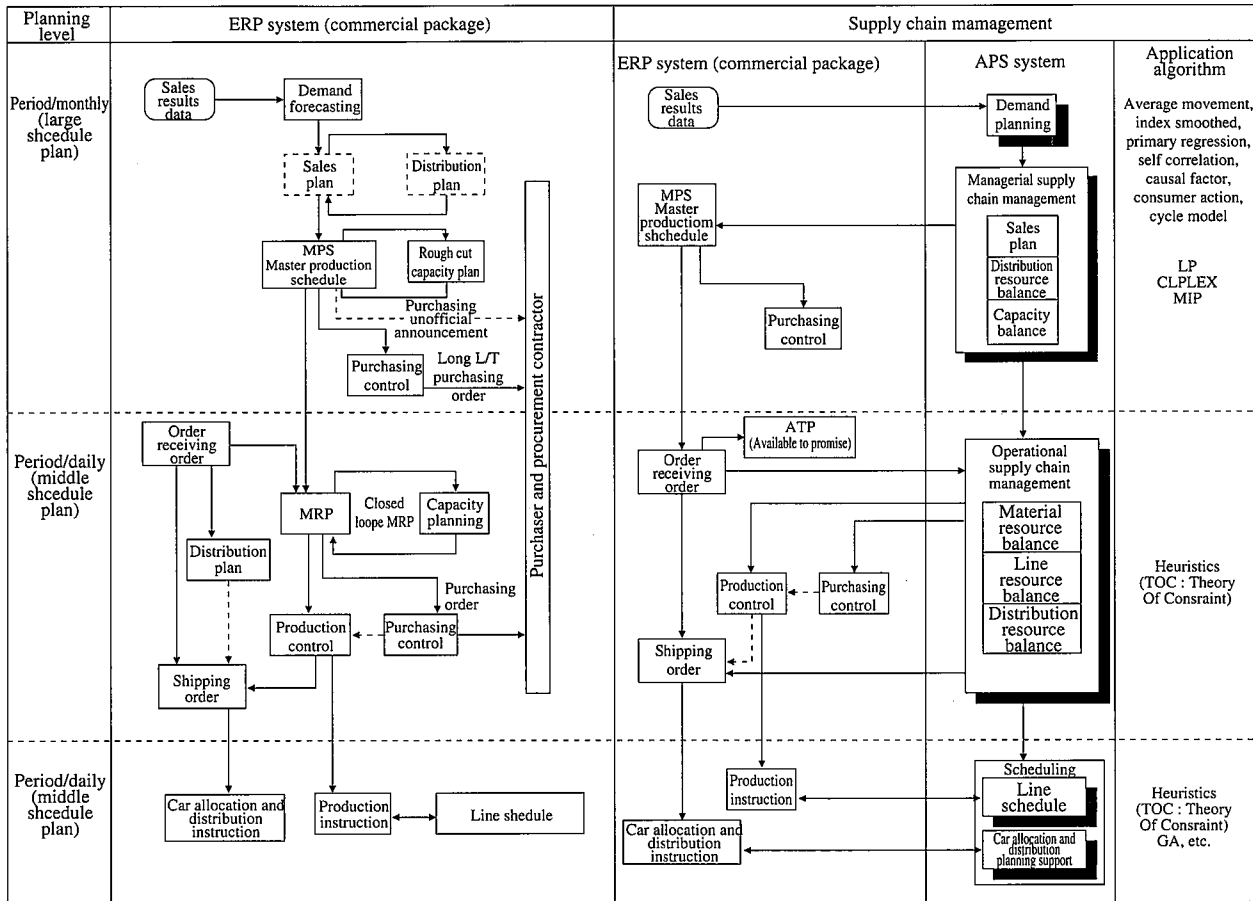 Planning
level
ERP system (commercial package)
Supply chain management
ERP system (commercial package)
APS system
Application
algorithm
Period/monthly
(large
shcedule
plan)
Sales
results
data
Demand
forecasting
Sales
plan
Distribution
plan
MPS
Master production
schedule
Rough cut
capacity plan
Purchasing
unofficial
announcement
Purchasing
control
Long L/T
purchasing
order
Purchaser and procurement contractor
Sales
results
data
Demand
planning
Managerial supply
chain management
Sales
plan
Distribution
resource
balance
Capacity
balance
MPS
Master
productiom
shchedule
Purchasing
control
Average movement,
index smoothed,
primary regression,
self correlation,
causal factor,
consumer action,
cycle model
LP
CLPLEX
MIP
Period/daily
(middle
shcedule
plan)
Order
receiving
order
MRP
Closed
loope MRP
Capacity
planning
Distribution
plan
Purchasing
order
Production
control
Purchasing
control
Shipping
order
ATP
(Available to promise)
Order
receiving
order
Operational
supply chain
management
Material
resource
balance
Line
resource
balance
Distribution
resource
balance
Production
control
Purchasing
control
Shipping
order
Heuristics
(TOC : Theory
Of Consraint)
Period/daily
(middle
shcedule
plan)
Car allocation and
distribution
instruction
Production
instruction
Line shedule
Production
instruction
Car allocation and
distribution
instruction
Scheduling
Line
schedule
Car allocation and
distribution
planning support
Heuristics
(TOC : Theory
Of Consraint)
GA, etc.